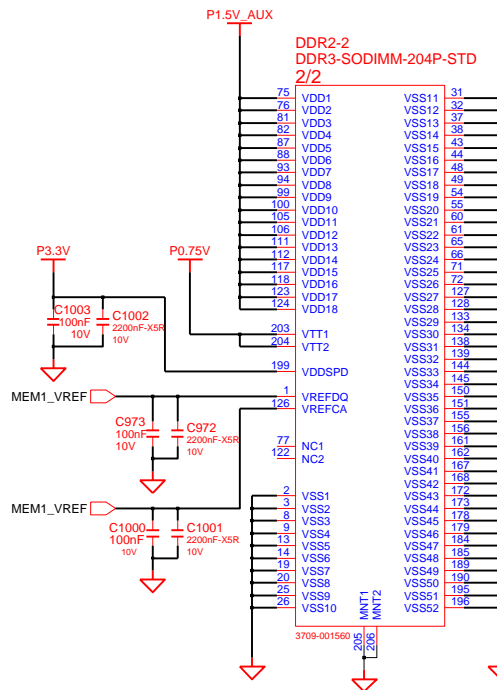 P1.5V_AUX
DDR2-2
DDR3-SODIMM-204P-STD
2/2
75 VDD1 VSS11 31
76 VDD2 VSS12 32
81 VDD3 VSS13 37
82 VDD4 VSS14 38
87 VDD5 VSS15 43
88 VDD6 VSS16 44
93 VDD7 VSS17 48
94 VDD8 VSS18 49
99 VDD9 VSS19 54
100 VDD10 VSS20 55
105 VDD11 VSS21 60
106 VDD12 VSS22 61
111 VDD13 VSS23 65
112 VDD14 VSS24 66
117 VDD15 VSS25 71
118 VDD16 VSS26 72
123 VDD17 VSS27 127
124 VDD18 VSS28 128
VSS29 133
203 VTT1 VSS30 134
204 VTT2 VSS31 138
VSS32 139
199 VDDSPD VSS33 144
VSS34 145
1 VREFDQ VSS35 150
126 VREFCA VSS36 151
VSS37 155
VSS38 156
77 NC1 VSS39 161
122 NC2 VSS40 162
VSS41 167
VSS42 168
2 VSS1 VSS43 172
3 VSS2 VSS44 173
8 VSS3 VSS45 178
9 VSS4 VSS46 179
13 VSS5 VSS47 184
14 VSS6 VSS48 185
19 VSS7 VSS49 189
20 VSS8 VSS50 190
25 VSS9 VSS51 195
26 VSS10 VSS52 196
MNT1
MNT2
3709-001560
205
206
P3.3V
P0.75V
C1003
100nF
10V
C1002
2200nF-X5R
10V
MEM1_VREF
C973
100nF
10V
C972
2200nF-X5R
10V
MEM1_VREF
C1000
100nF
10V
C1001
2200nF-X5R
10V